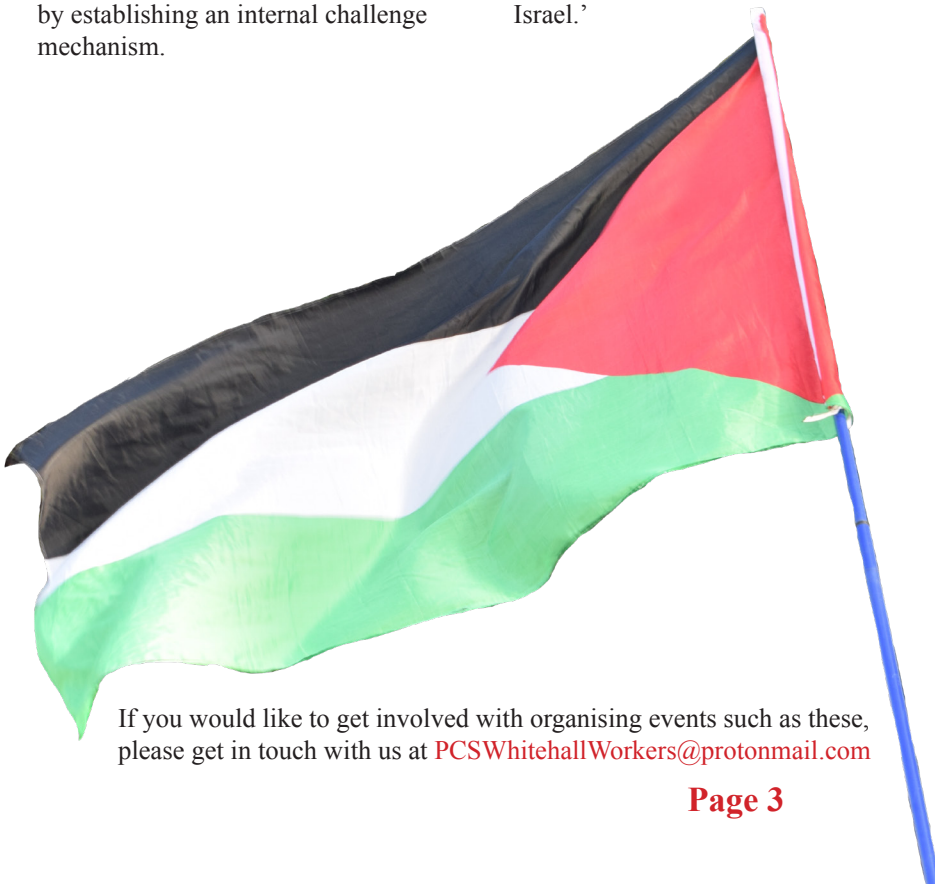 by establishing an internal challenge
mechanism.
Israel.’
If you would like to get involved with organising events such as these,
please get in touch with us at PCSWhitehallWorkers@protonmail.com
Page 3